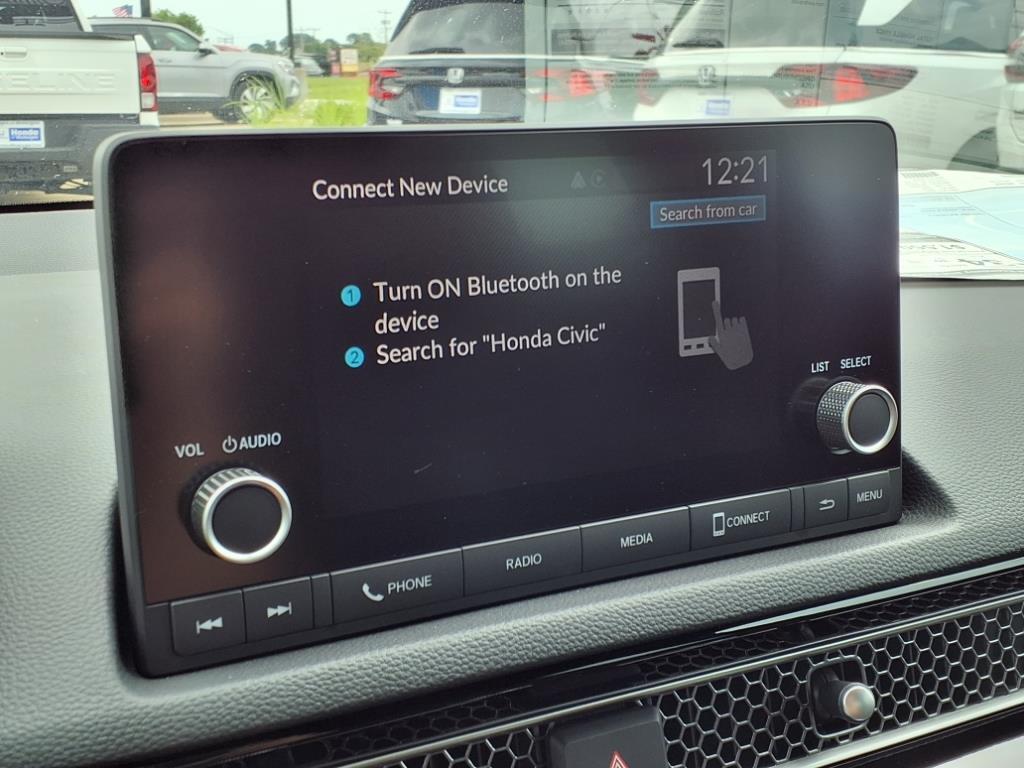 Connect New Device
12:21
Search from car
1 Turn ON Bluetooth on the
device
2 Search for "Honda Civic"
LIST SELECT
VOL AUDIO
PHONE
RADIO
MEDIA
CONNECT
MENU
Honda